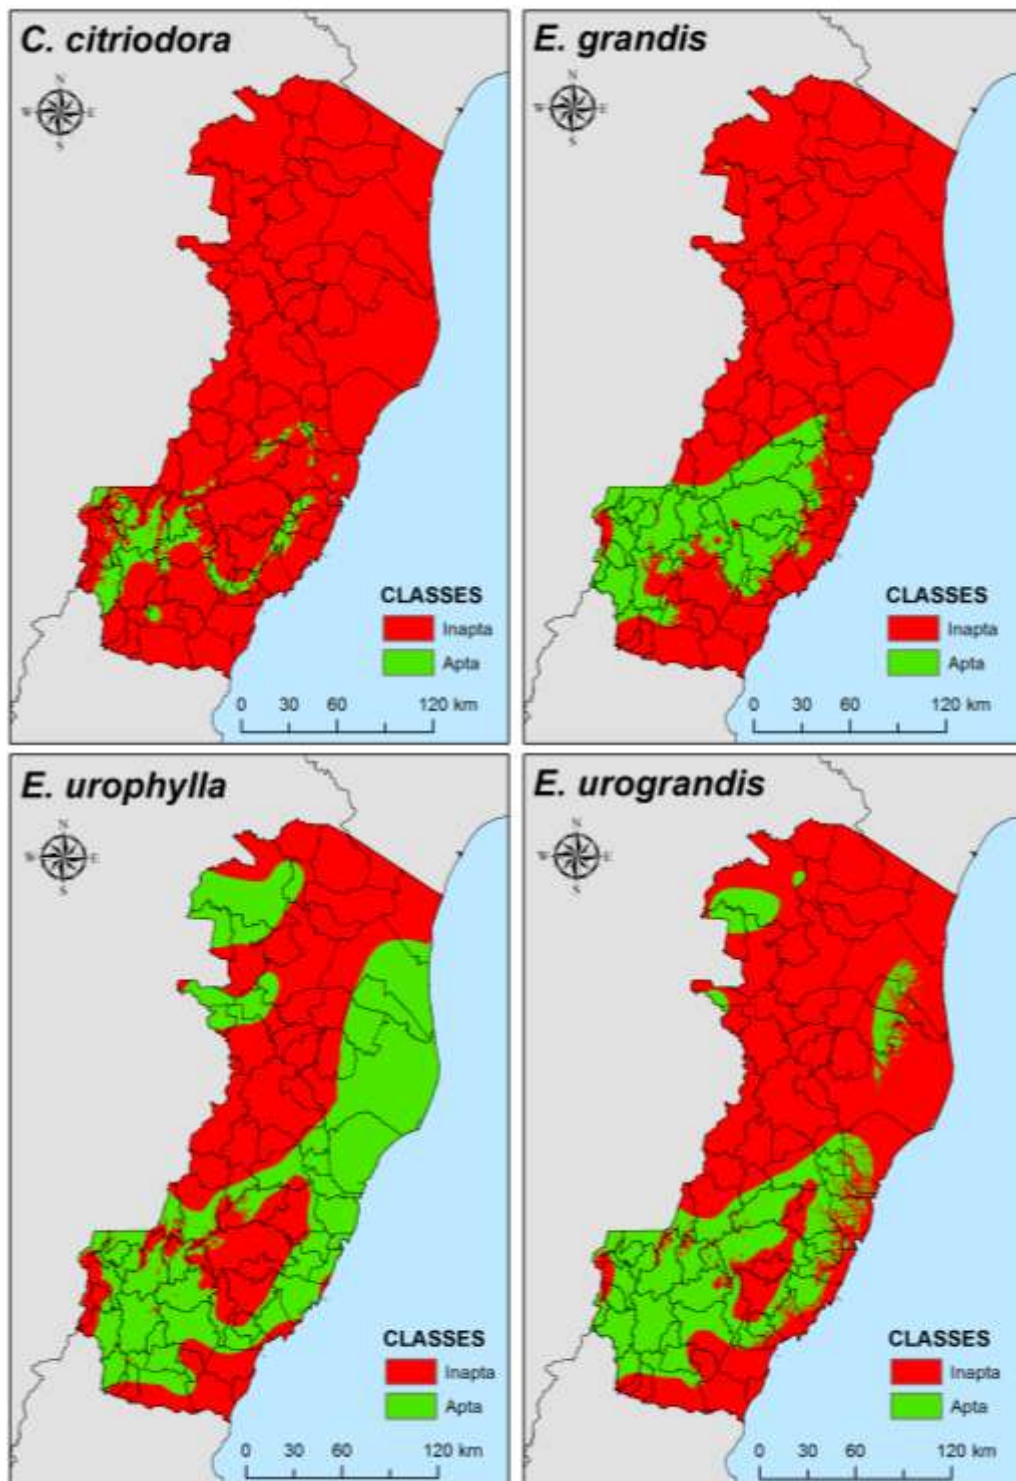 C. citriodora
N
W E
S
CLASSES
Inapta
Apta
0 30 60 120 km
E. grandis
N
W E
S
CLASSES
Inapta
Apta
0 30 60 120 km
E. urophylla
N
W E
S
CLASSES
Inapta
Apta
0 30 60 120 km
E. urograndis
N
W E
S
CLASSES
Inapta
Apta
0 30 60 120 km